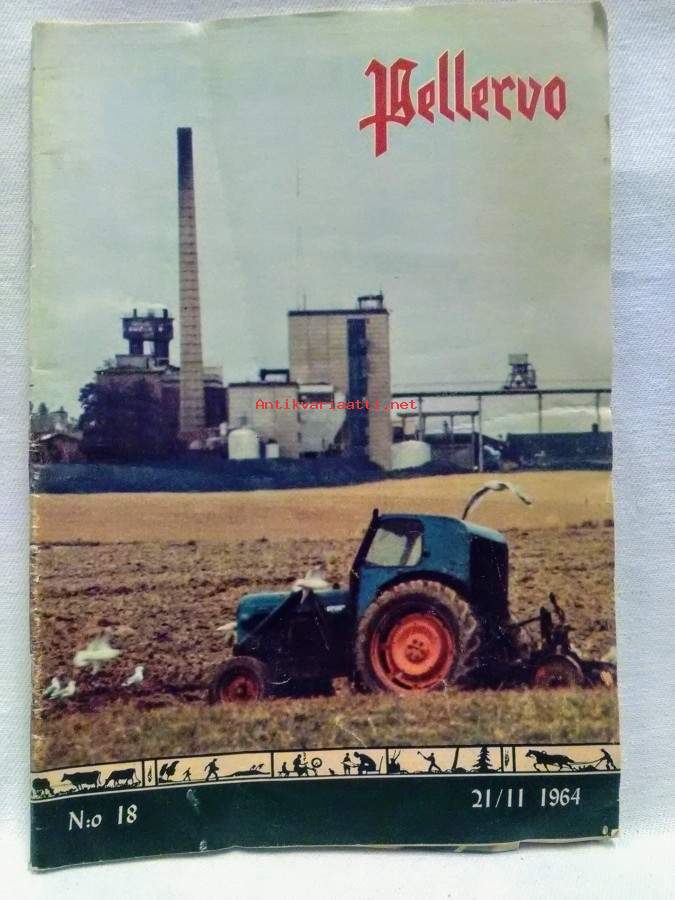 Pellervo
Antikvariaatti.net
N:o 18
21/11 1964